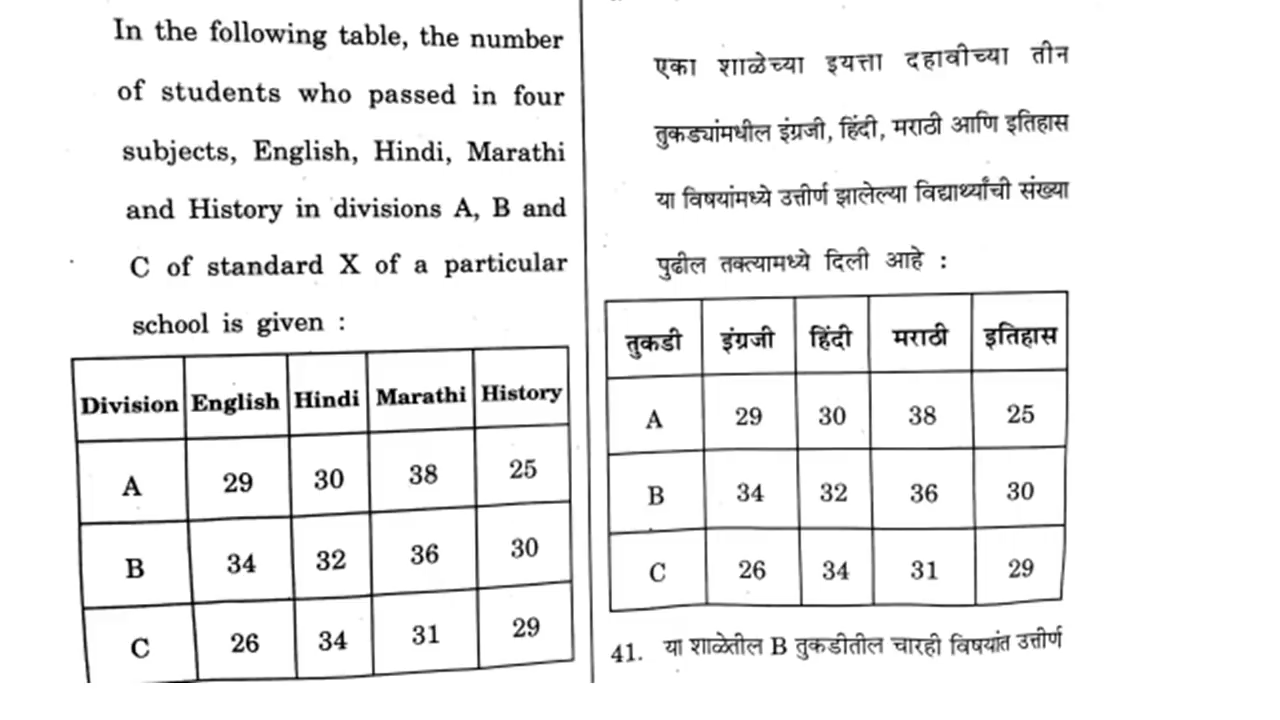 In the following table, the number
of students who passed in four
subjects, English, Hindi, Marathi
and History in divisions A, B and
C of standard X of a particular
school is given :
Division English Hindi Marathi History
A 29 30 38 25
B 34 32 36 30
C 26 34 31 29
एका शाळेच्या इयत्ता दहावीच्या तीन
तुकड्यांमधील इंग्रजी, हिंदी, मराठी आणि इतिहास
या विषयांमध्ये उत्तीर्ण झालेल्या विद्यार्थ्यांची संख्या
पुढील तक्त्यामध्ये दिली आहे :
तुकडी इंग्रजी हिंदी मराठी इतिहास
A 29 30 38 25
B 34 32 36 30
C 26 34 31 29
41. या शाळेतील B तुकडीतील चारही विषयांत उत्तीर्ण